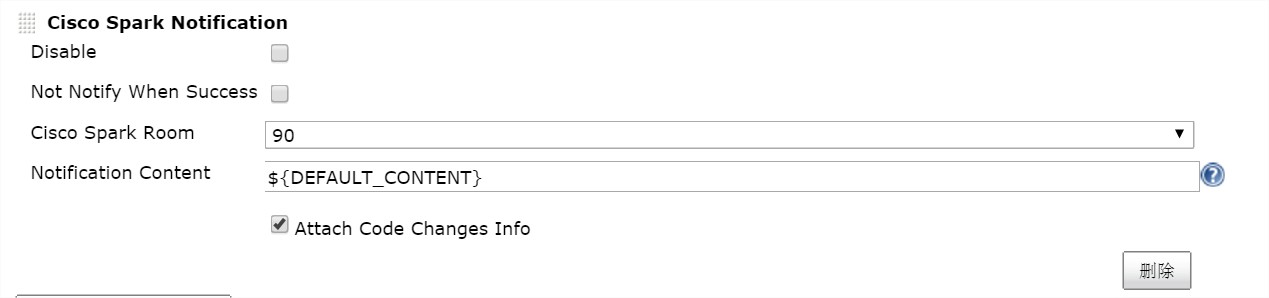 Cisco Spark Notification
Disable
Not Notify When Success
Cisco Spark Room 90
Notification Content ${DEFAULT_CONTENT}
Attach Code Changes Info
刪除